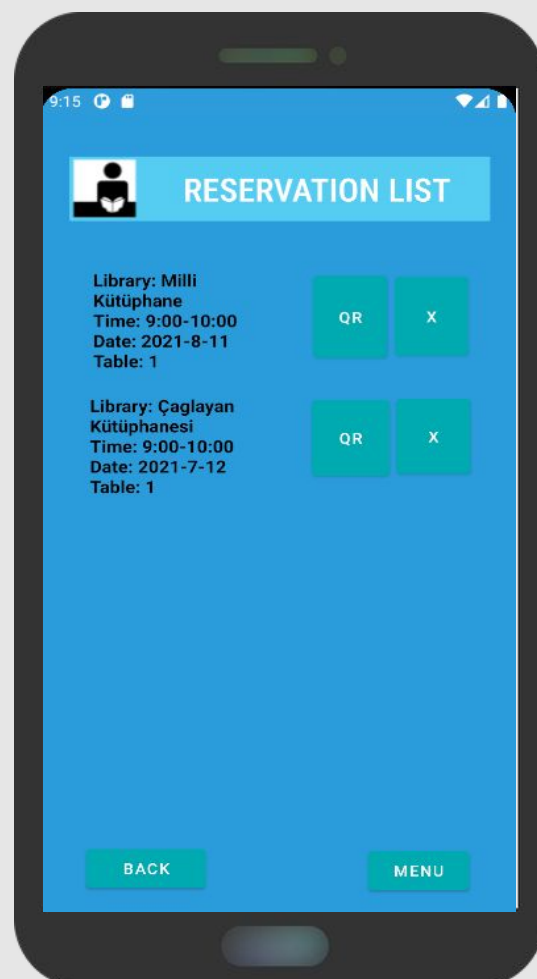 9:15
RESERVATION LIST
Library: Milli
Kütüphane
Time: 9:00-10:00
Date: 2021-8-11
Table: 1
QR
X
Library: Çaglayan
Kütüphanesi
Time: 9:00-10:00
Date: 2021-7-12
Table: 1
QR
X
BACK
MENU